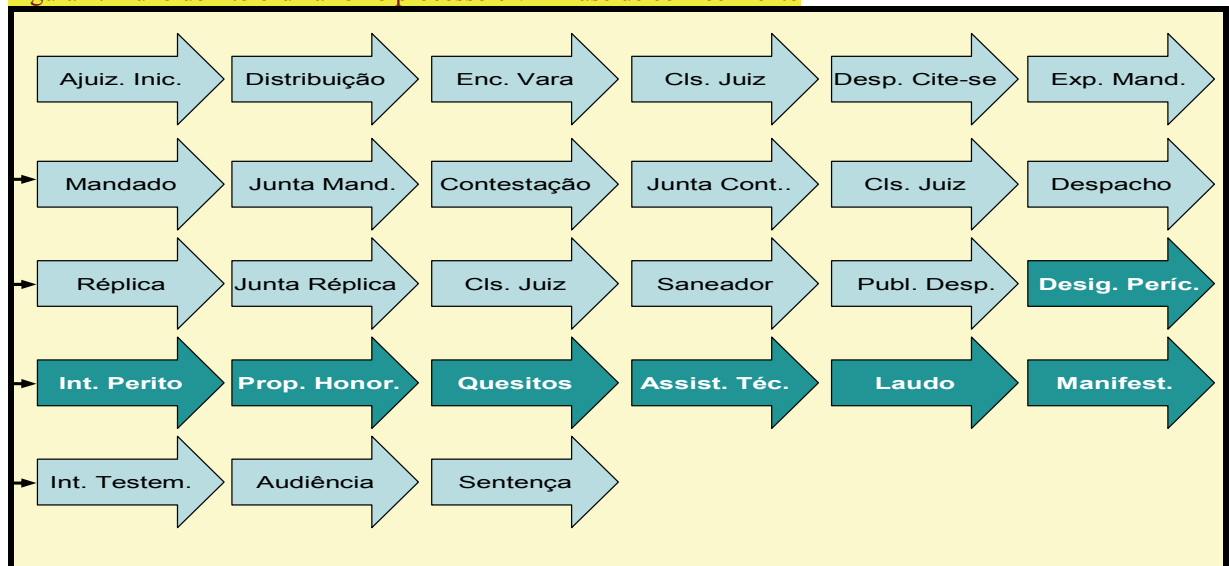 Ajuiz. Inic. Distribuição Enc. Vara Cls. Juiz Desp. Cite-se Exp. Mand.
Mandado Junta Mand. Contestação Junta Cont.. Cls. Juiz Despacho
Réplica Junta Réplica Cls. Juiz Saneador Publ. Desp. Desig. Períc.
Int. Perito Prop. Honor. Quesitos Assist. Téc. Laudo Manifest.
Int. Testem. Audiência Sentença